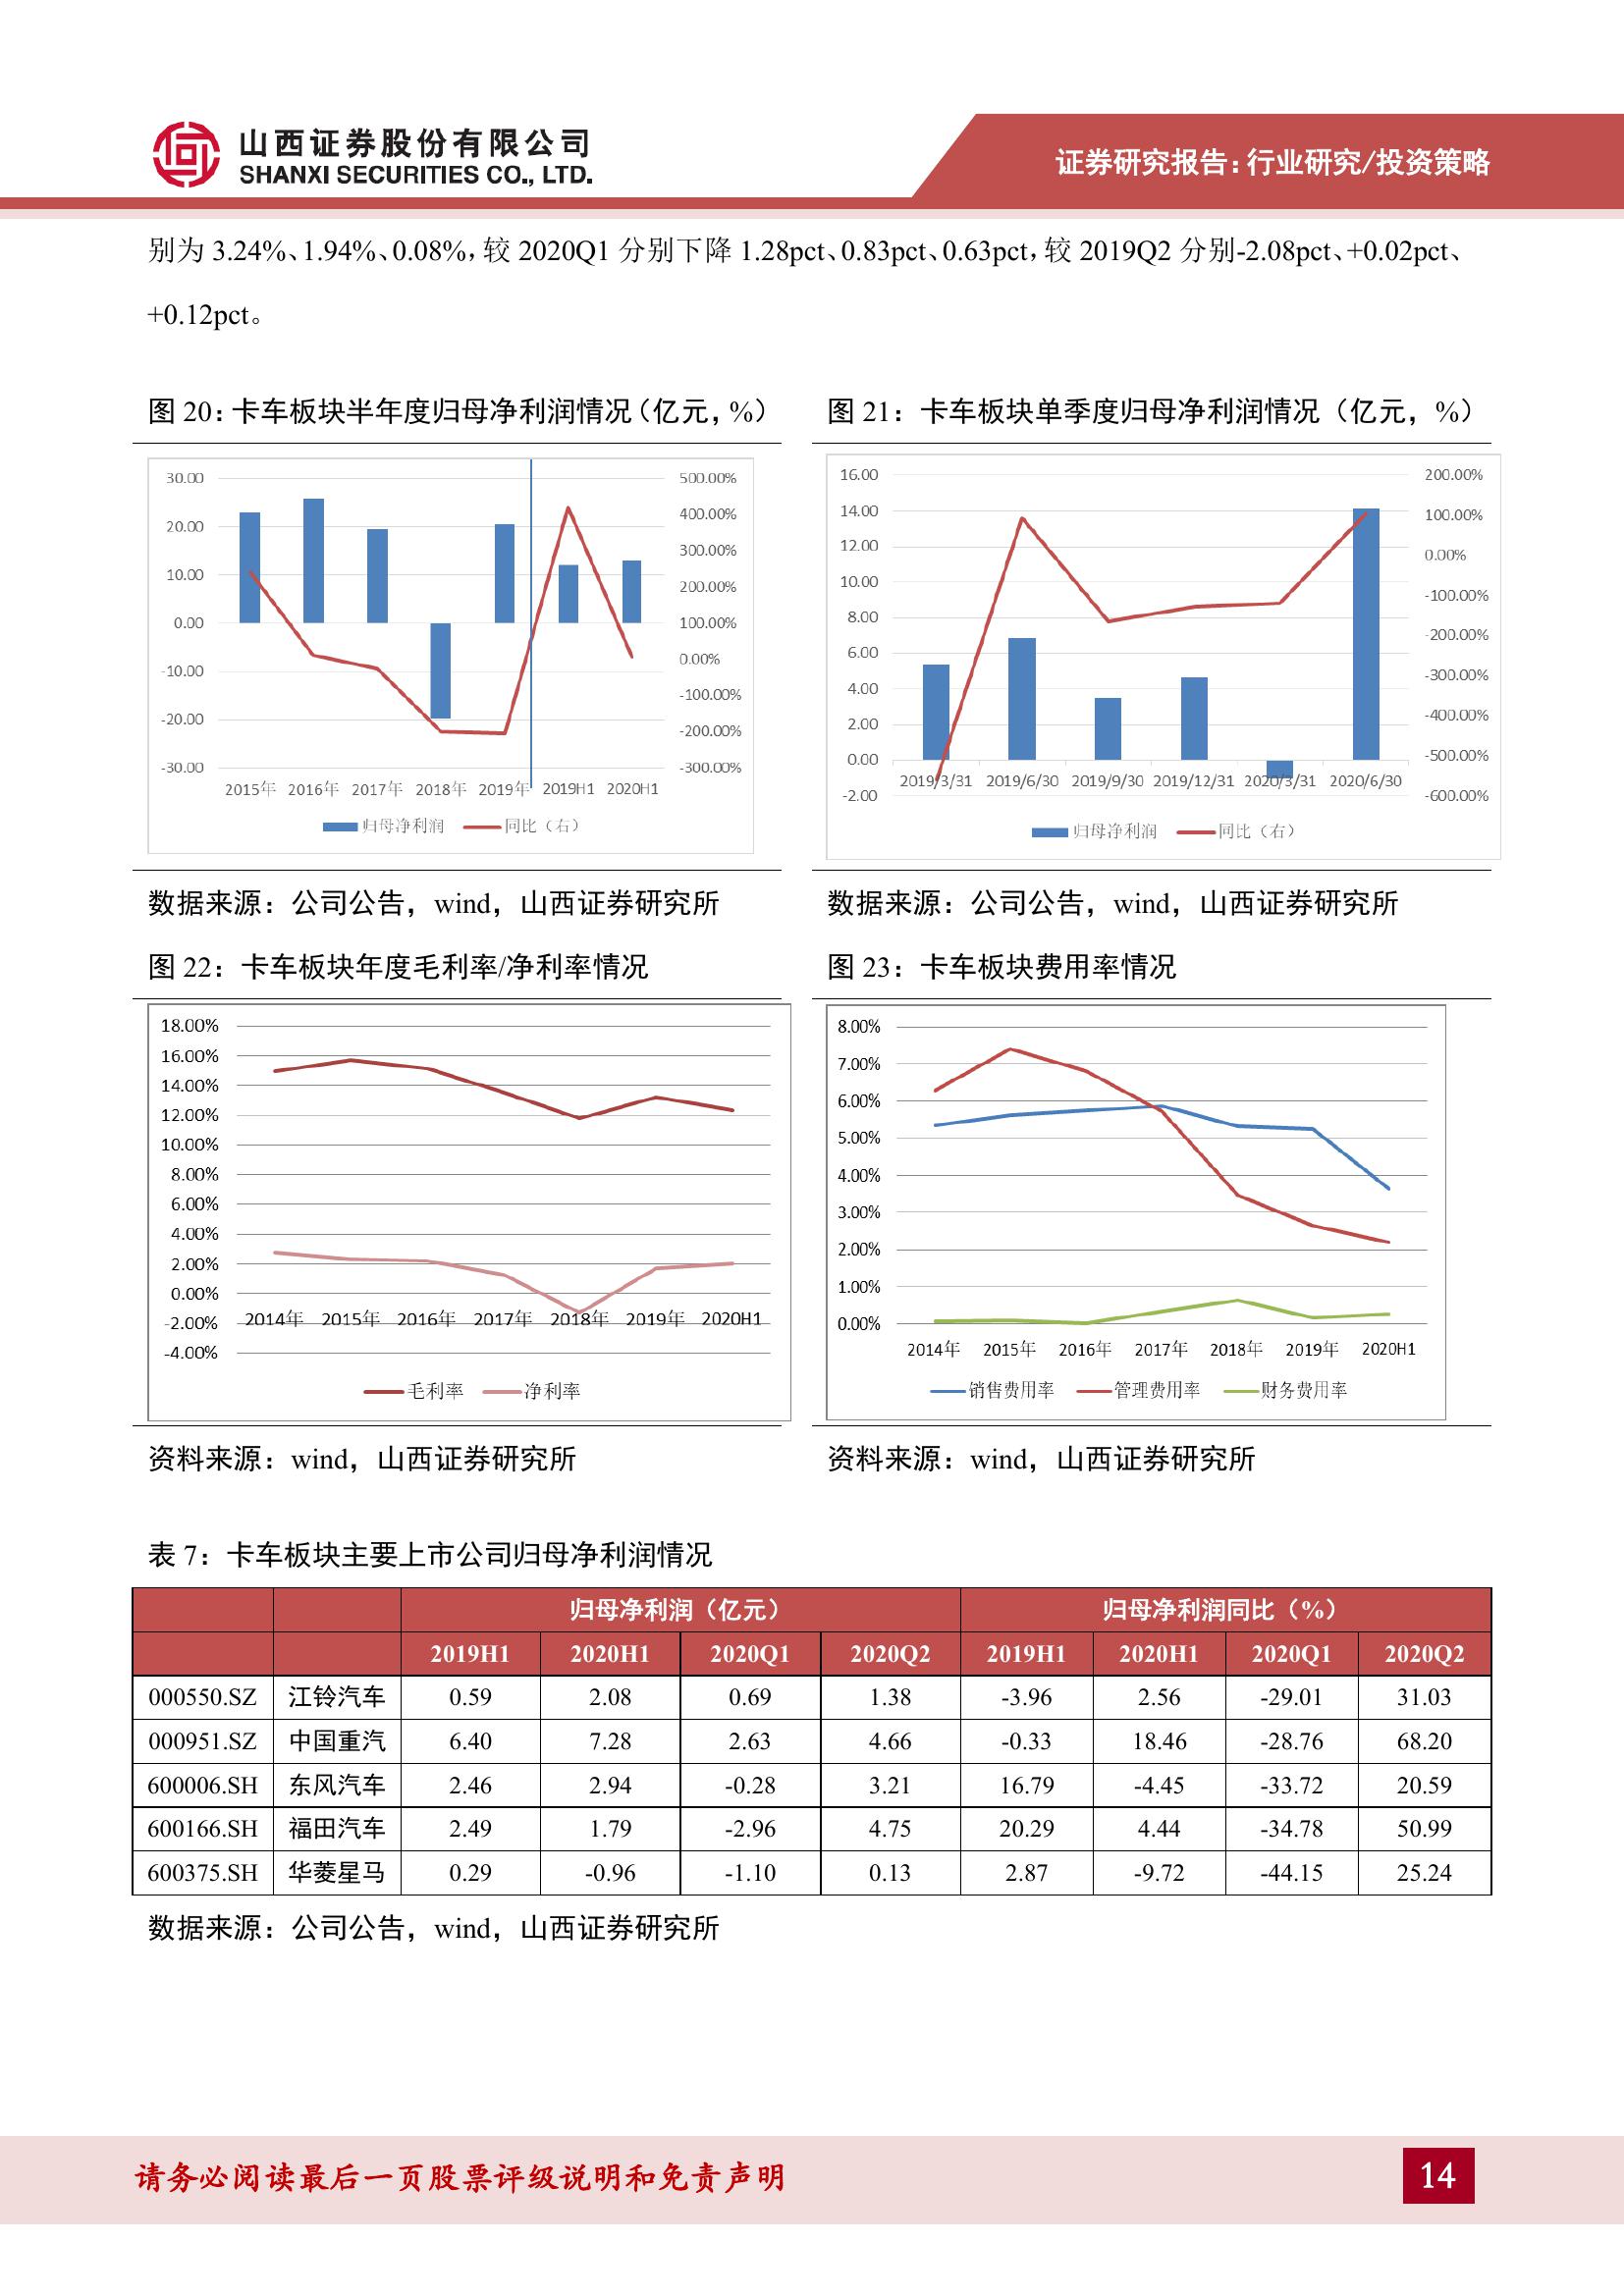 山西证券股份有限公司
SHANXI SECURITIES CO., LTD.
证券研究报告：行业研究/投资策略
别为 3.24%、1.94%、0.08%，较 2020Q1 分别下降 1.28pct、0.83pct、0.63pct，较 2019Q2 分别-2.08pct、+0.02pct、
+0.12pct。
图 20：卡车板块半年度归母净利润情况（亿元，%）
30.00
20.00
10.00
0.00
-10.00
-20.00
-30.00
500.00%
400.00%
300.00%
200.00%
100.00%
0.00%
-100.00%
-200.00%
-300.00%
2015年 2016年 2017年 2018年 2019年 2019H1 2020H1
归母净利润 同比（右）
数据来源：公司公告，wind，山西证券研究所
图 21：卡车板块单季度归母净利润情况（亿元，%）
16.00
14.00
12.00
10.00
8.00
6.00
4.00
2.00
0.00
-2.00
200.00%
100.00%
0.00%
-100.00%
-200.00%
-300.00%
-400.00%
-500.00%
-600.00%
2019/3/31 2019/6/30 2019/9/30 2019/12/31 2020/3/31 2020/6/30
归母净利润 同比（右）
数据来源：公司公告，wind，山西证券研究所
图 22：卡车板块年度毛利率/净利率情况
18.00%
16.00%
14.00%
12.00%
10.00%
8.00%
6.00%
4.00%
2.00%
0.00%
-2.00%
-4.00%
2014年 2015年 2016年 2017年 2018年 2019年 2020H1
毛利率 净利率
资料来源：wind，山西证券研究所
图 23：卡车板块费用率情况
8.00%
7.00%
6.00%
5.00%
4.00%
3.00%
2.00%
1.00%
0.00%
2014年 2015年 2016年 2017年 2018年 2019年 2020H1
销售费用率 管理费用率 财务费用率
资料来源：wind，山西证券研究所
表 7：卡车板块主要上市公司归母净利润情况
归母净利润（亿元） 归母净利润同比（%）
2019H1 2020H1 2020Q1 2020Q2 2019H1 2020H1 2020Q1 2020Q2
000550.SZ 江铃汽车 0.59 2.08 0.69 1.38 -3.96 2.56 -29.01 31.03
000951.SZ 中国重汽 6.40 7.28 2.63 4.66 -0.33 18.46 -28.76 68.20
600006.SH 东风汽车 2.46 2.94 -0.28 3.21 16.79 -4.45 -33.72 20.59
600166.SH 福田汽车 2.49 1.79 -2.96 4.75 20.29 4.44 -34.78 50.99
600375.SH 华菱星马 0.29 -0.96 -1.10 0.13 2.87 -9.72 -44.15 25.24
数据来源：公司公告，wind，山西证券研究所
请务必阅读最后一页股票评级说明和免责声明
14